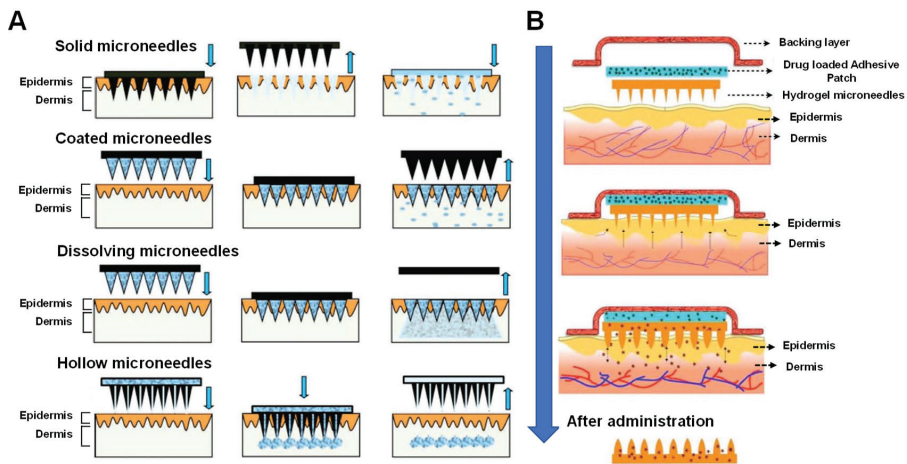 A
Solid microneedles
Epidermis
Dermis
Coated microneedles
Epidermis
Dermis
Dissolving microneedles
Epidermis
Dermis
Hollow microneedles
Epidermis
Dermis
B
Backing layer
Drug loaded Adhesive
Patch
Hydrogel microneedles
Epidermis
Dermis
Epidermis
Dermis
Epidermis
Dermis
After administration